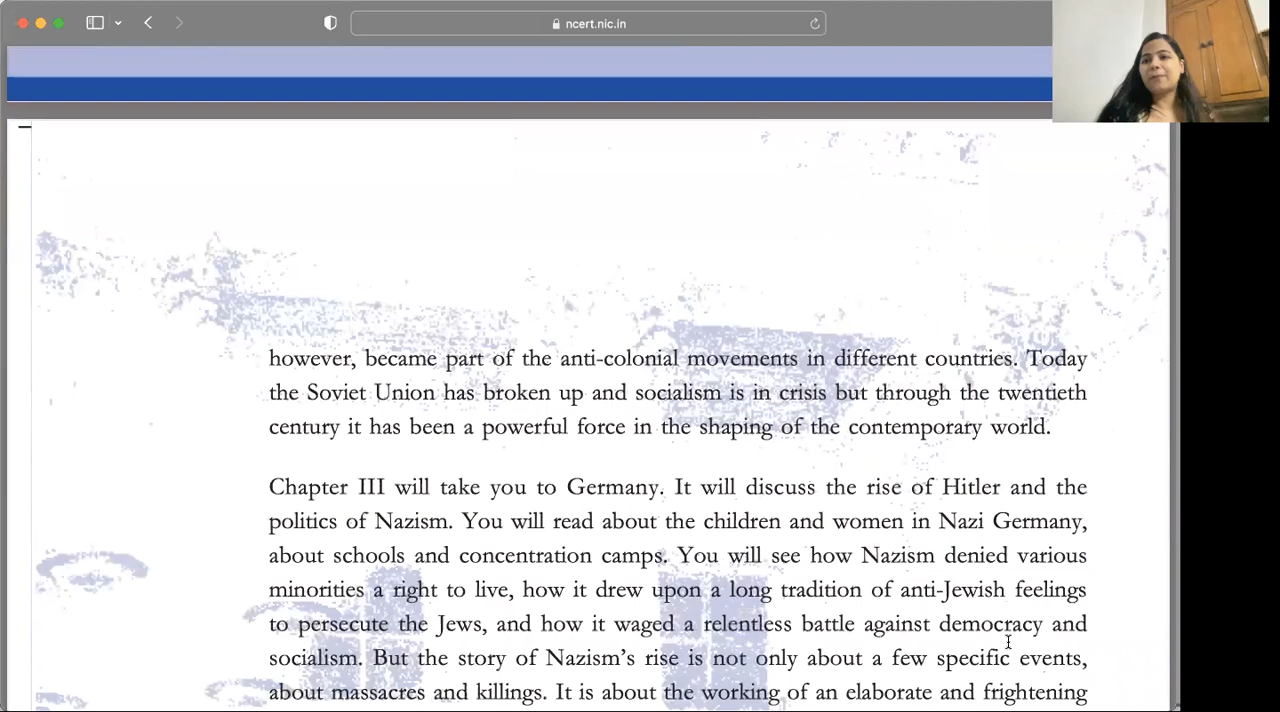 ncert.nic.in
however, became part of the anti-colonial movements in different countries. Today
the Soviet Union has broken up and socialism is in crisis but through the twentieth
century it has been a powerful force in the shaping of the contemporary world.
Chapter III will take you to Germany. It will discuss the rise of Hitler and the
politics of Nazism. You will read about the children and women in Nazi Germany,
about schools and concentration camps. You will see how Nazism denied various
minorities a right to live, how it drew upon a long tradition of anti-Jewish feelings
to persecute the Jews, and how it waged a relentless battle against democracy and
socialism. But the story of Nazism’s rise is not only about a few specific events,
about massacres and killings. It is about the working of an elaborate and frightening